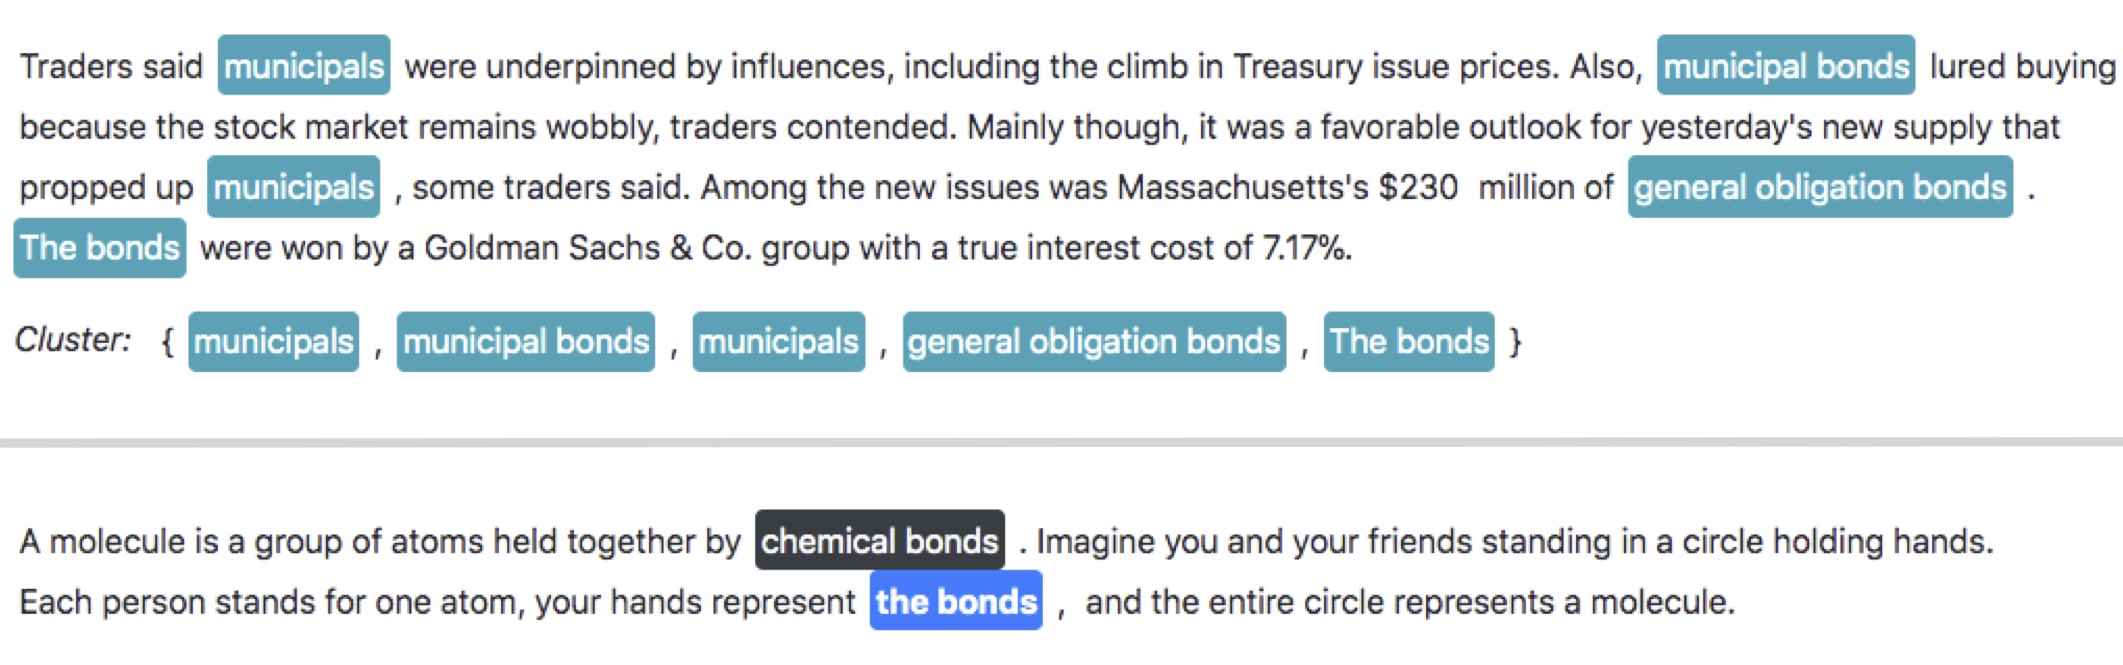 Traders said municipals were underpinned by influences, including the climb in Treasury issue prices. Also, municipal bonds lured buying
because the stock market remains wobbly, traders contended. Mainly though, it was a favorable outlook for yesterday's new supply that
propped up municipals , some traders said. Among the new issues was Massachusetts's $230 million of general obligation bonds .
The bonds were won by a Goldman Sachs & Co. group with a true interest cost of 7.17%.
Cluster: { municipals , municipal bonds , municipals , general obligation bonds , The bonds }
A molecule is a group of atoms held together by chemical bonds . Imagine you and your friends standing in a circle holding hands.
Each person stands for one atom, your hands represent the bonds , and the entire circle represents a molecule.